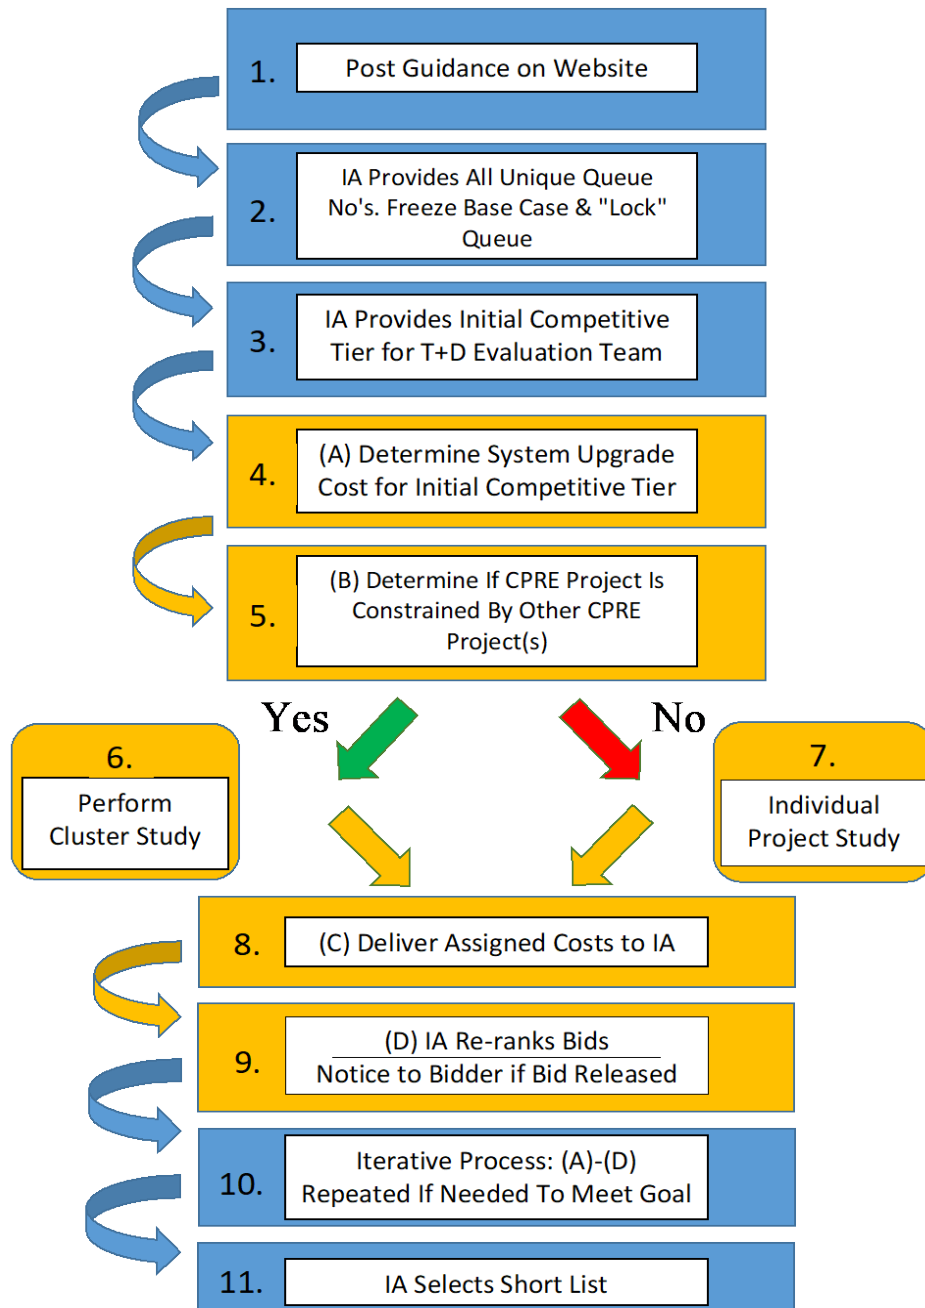 1.
Post Guidance on Website
2.
IA Provides All Unique Queue
No's. Freeze Base Case & "Lock"
Queue
3.
IA Provides Initial Competitive
Tier for T+D Evaluation Team
4.
(A) Determine System Upgrade
Cost for Initial Competitive Tier
5.
(B) Determine If CPRE Project Is
Constrained By Other CPRE
Project(s)
Yes
No
6.
Perform
Cluster Study
7.
Individual
Project Study
8.
(C) Deliver Assigned Costs to IA
9.
(D) IA Re-ranks Bids
Notice to Bidder if Bid Released
10.
Iterative Process: (A)-(D)
Repeated If Needed To Meet Goal
11.
IA Selects Short List